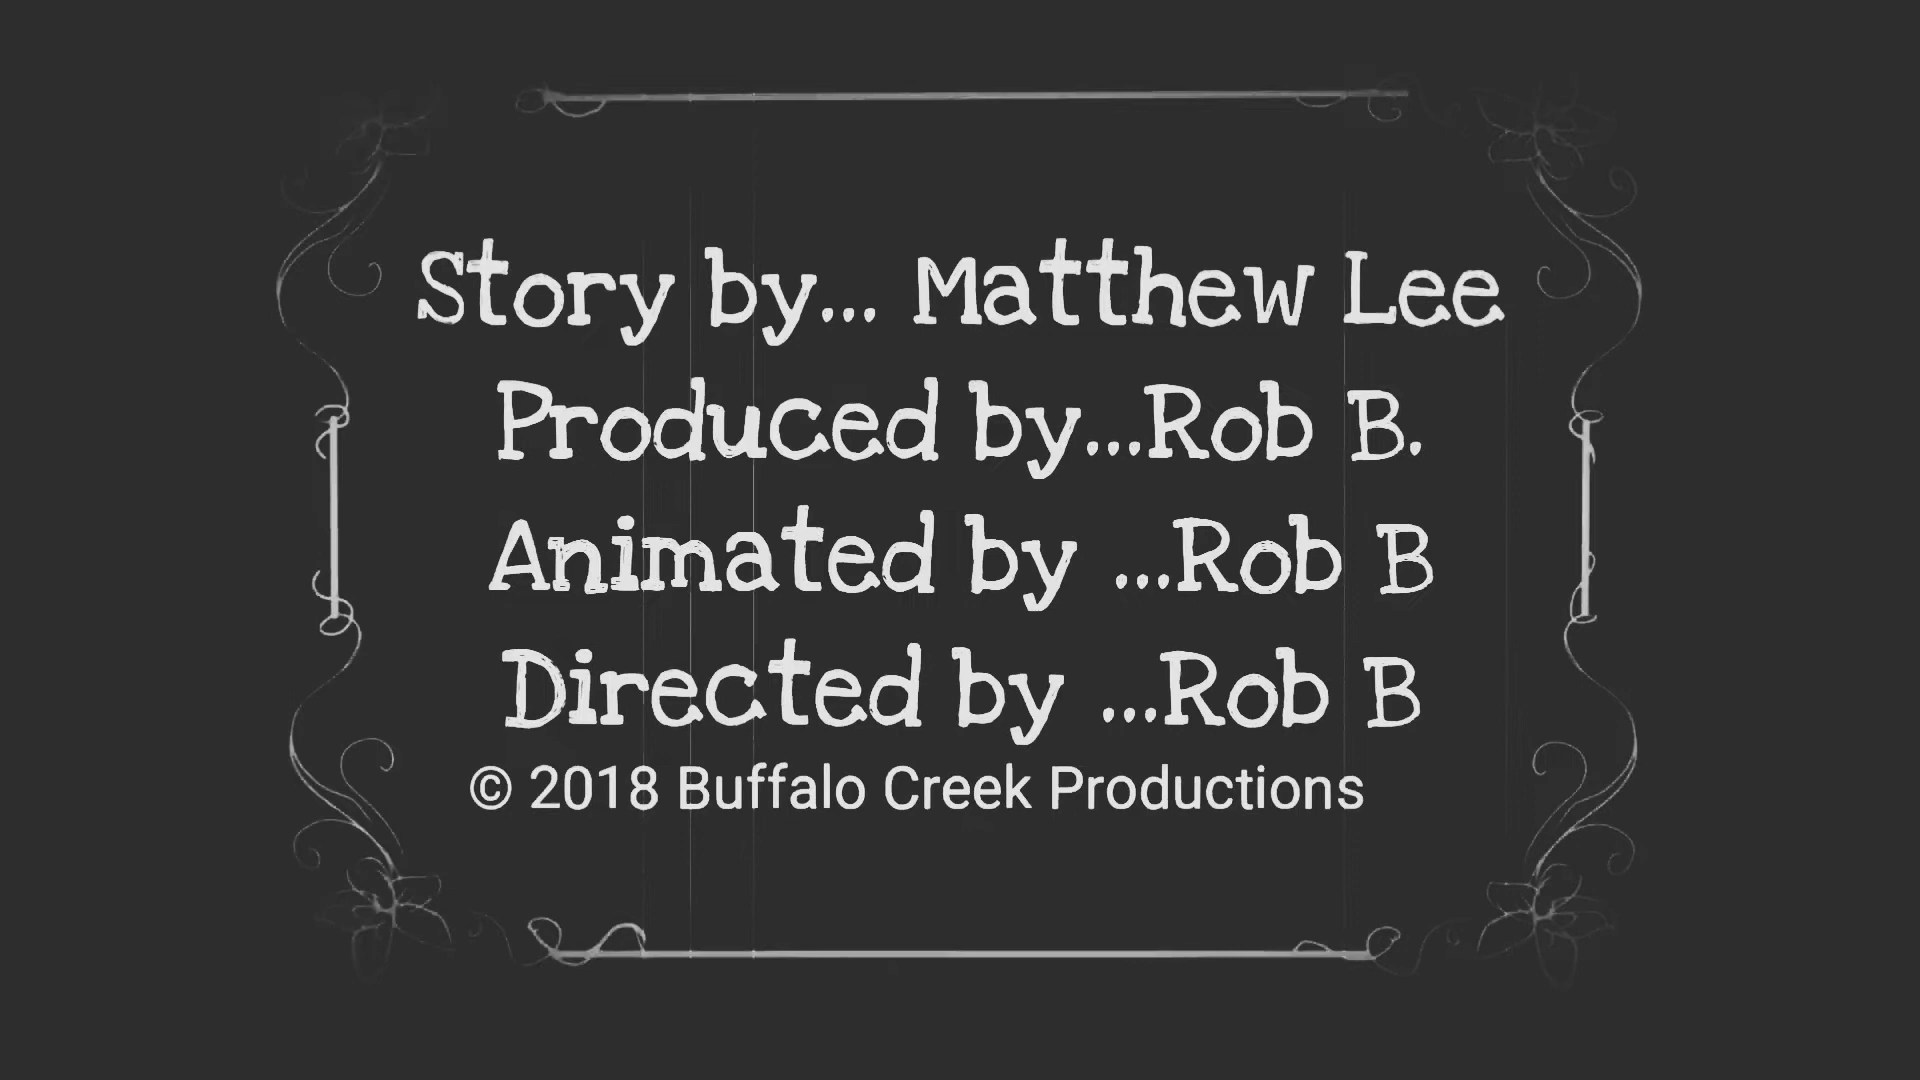 Story by... Matthew Lee
Produced by...Rob B.
Animated by ...Rob B
Directed by ...Rob B
© 2018 Buffalo Creek Productions